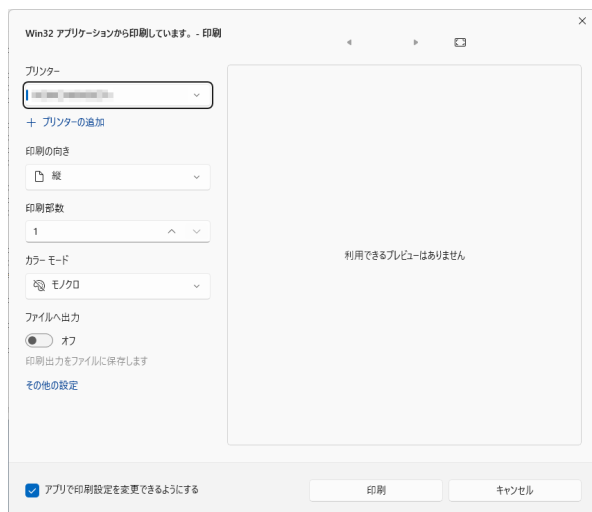 Win32 アプリケーションから印刷しています。- 印刷
プリンター
プリンターの追加
印刷の向き
縦
印刷部数
1
カラー モード
モノクロ
ファイルへ出力
オフ
印刷出力をファイルに保存します
その他の設定
利用できるプレビューはありません
アプリで印刷設定を変更できるようにする
印刷
キャンセル